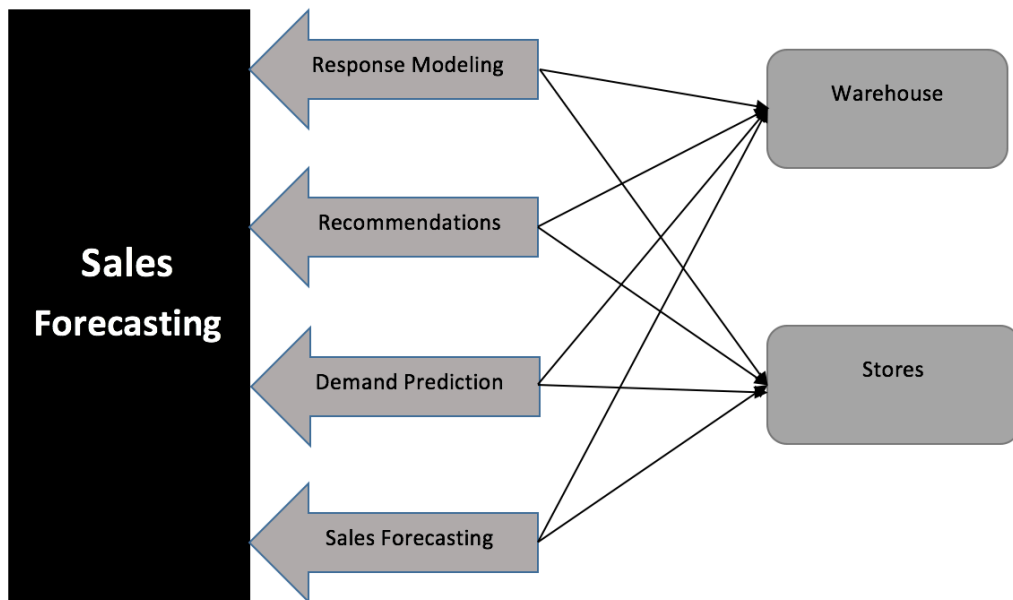 Sales
Forecasting
Response Modeling
Recommendations
Demand Prediction
Sales Forecasting
Warehouse
Stores